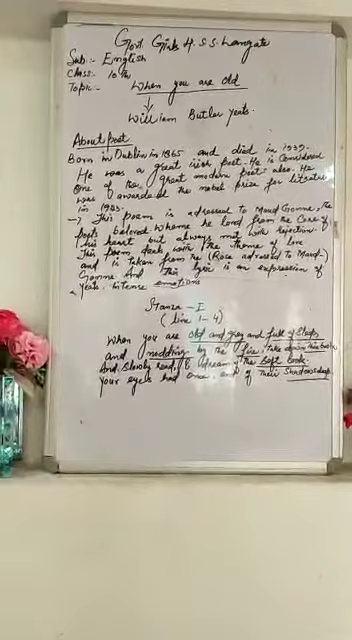 Govt. Girls H.S.S. Langate
Sub:- English
Class:- 10th
Topic:- When you are old
William Butler Yeats.
About poet
Born in Dublin in 1865 and died in 1939.
He was a great irish poet. He is Considered
One of the great modern poets also. He
was awarded the nobel prize for litrature
in 1923.
→ This poem is addressed to Maud Gonne, the
poets beloved whome he loved from the Core of
his heart but always met with rejection.
This poem deals with the theme of love
and is taken from the (Rose adressed to Maud-
Gonne And This lyric is an expression of
Yeats. intense emotions
Stanza - I
(line 1-4)
When you are old and grey and full of sleep,
and nodding by the fire, take down this book
And slowly read, & dream of the soft look
your eyes had once, and of their Shadows deep